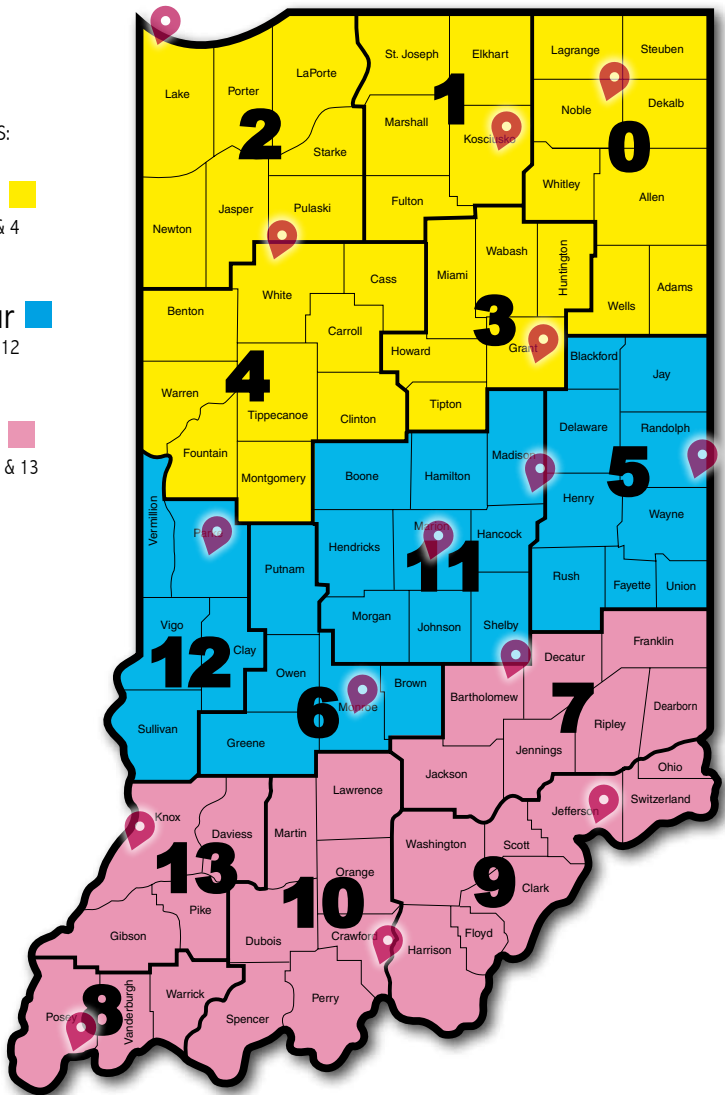 S:
& 4
ur
12
& 13
St. Joseph
Elkhart
Lagrange
Steuben
LaPorte
Porter
Lake
1
Noble
Dekalb
Marshall
Kosciusko
2
0
Starke
Whitley
Allen
Fulton
Jasper
Pulaski
Newton
Wabash
Miami
Huntington
Cass
White
Adams
Wells
Benton
3
Carroll
Howard
Grant
Blackford
Jay
4
Warren
Tipton
Tippecanoe
Clinton
Delaware
Randolph
Fountain
Madison
Montgomery
Boone
Hamilton
5
Henry
Wayne
Vermillion
Parke
Marion
Hancock
Hendricks
11
Putnam
Rush
Fayette
Union
Morgan
Johnson
Shelby
Vigo
Franklin
Clay
Decatur
12
Owen
Brown
Bartholomew
Monroe
6
7
Dearborn
Sullivan
Ripley
Greene
Jennings
Ohio
Jackson
Lawrence
Switzerland
Jefferson
Knox
Daviess
Martin
Washington
Scott
13
Orange
10
9
Clark
Pike
Gibson
Dubois
Crawford
Floyd
Harrison
Warrick
Posey
8
Vanderburgh
Perry
Spencer